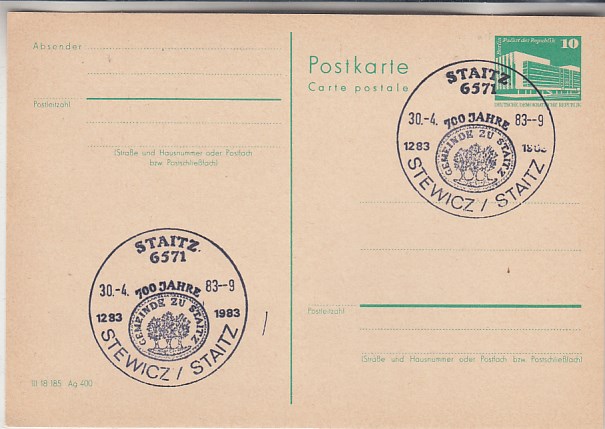 Absender
Postleitzahl
(Straße und Hausnummer oder Postfach
bzw. Postschließfach)
STAITZ
6571
30.-4. 700 JAHRE 83--9
1283 1983
GEMEINDE ZU STAITZ
STEWICZ / STAITZ
III 18 185 Ag 400
Postkarte
Carte postale
Berlin Palast der Republik 10
DEUTSCHE DEMOKRATISCHE REPUBLIK
STAITZ
6571
30.-4. 700 JAHRE 83--9
1283 1983
GEMEINDE ZU STAITZ
STEWICZ / STAITZ
Postleitzahl
(Straße und Hausnummer oder Postfach bzw. Postschließfach)